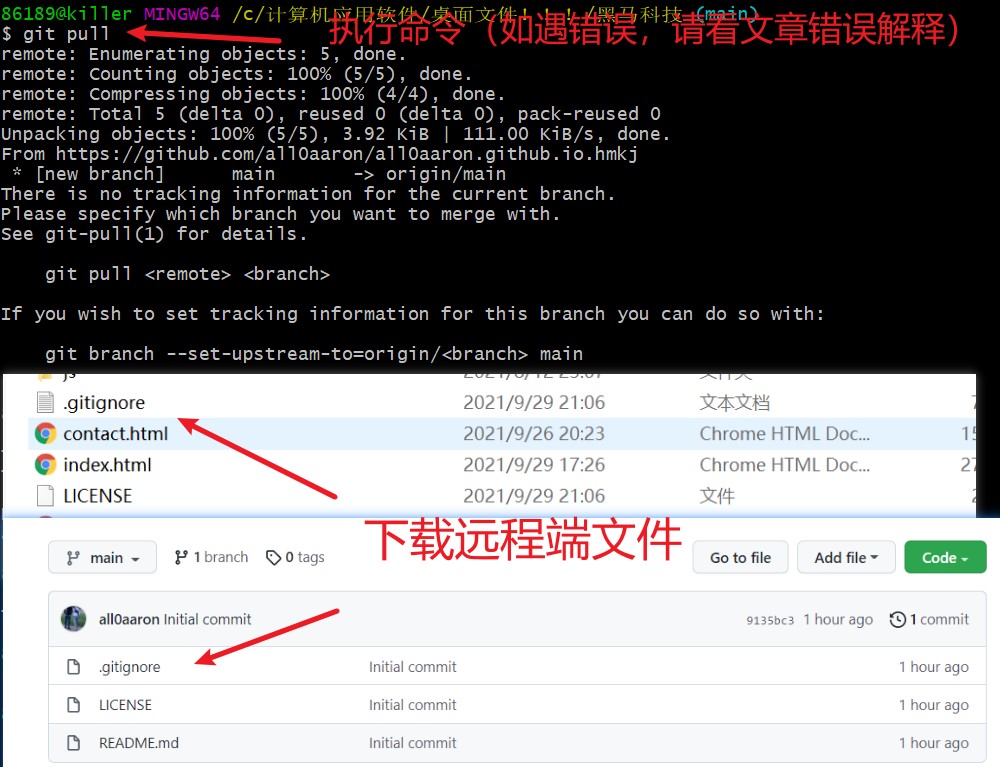 86189@killer MINGW64 /c/计算机应用软件/桌面文件！！！/黑马科技 (main)
$ git pull
执行命令（如遇错误，请看文章错误解释）
remote: Enumerating objects: 5, done.
remote: Counting objects: 100% (5/5), done.
remote: Compressing objects: 100% (4/4), done.
remote: Total 5 (delta 0), reused 0 (delta 0), pack-reused 0
Unpacking objects: 100% (5/5), 3.92 KiB | 111.00 KiB/s, done.
From https://github.com/all0aaron/all0aaron.github.io.hmkj
 * [new branch]      main       -> origin/main
There is no tracking information for the current branch.
Please specify which branch you want to merge with.
See git-pull(1) for details.
git pull <remote> <branch>
If you wish to set tracking information for this branch you can do so with:
git branch --set-upstream-to=origin/<branch> main
.gitignore 2021/9/29 21:06 文本文档
contact.html 2021/9/26 20:23 Chrome HTML Doc... 15
index.html 2021/9/29 17:26 Chrome HTML Doc... 27
LICENSE 2021/9/29 21:06 文件
下载远程端文件
main 1 branch 0 tags Go to file Add file Code
all0aaron Initial commit 9135bc3 1 hour ago 1 commit
.gitignore Initial commit 1 hour ago
LICENSE Initial commit 1 hour ago
README.md Initial commit 1 hour ago